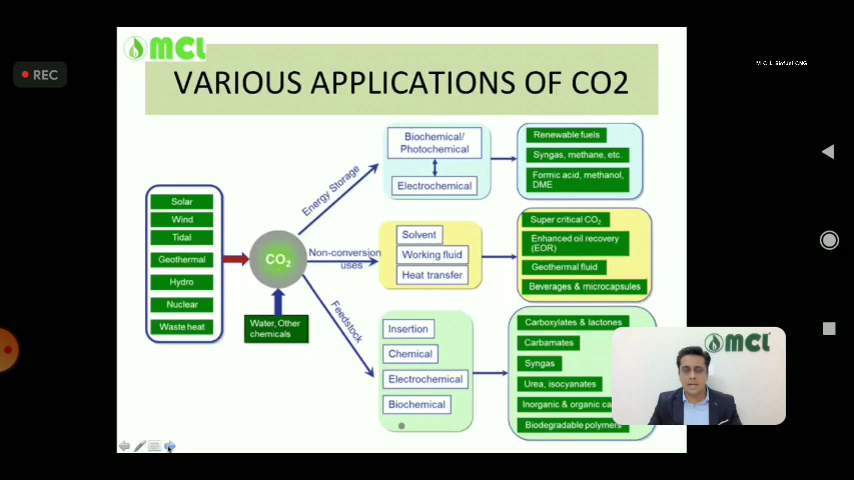 REC
MCL
VARIOUS APPLICATIONS OF CO2
M C L Biofuel CNG
Solar
Wind
Tidal
Geothermal
Hydro
Nuclear
Waste heat
CO2
Water, Other
chemicals
Energy Storage
Non-conversion
uses
Feedstock
Biochemical/
Photochemical
Electrochemical
Renewable fuels
Syngas, methane, etc.
Formic acid, methanol,
DME
Solvent
Working fluid
Heat transfer
Super critical CO2
Enhanced oil recovery
(EOR)
Geothermal fluid
Beverages & microcapsules
Insertion
Chemical
Electrochemical
Biochemical
Carboxylates & lactones
Carbamates
Syngas
Urea, isocyanates
Inorganic & organic ca
Biodegradable polymers
MCL